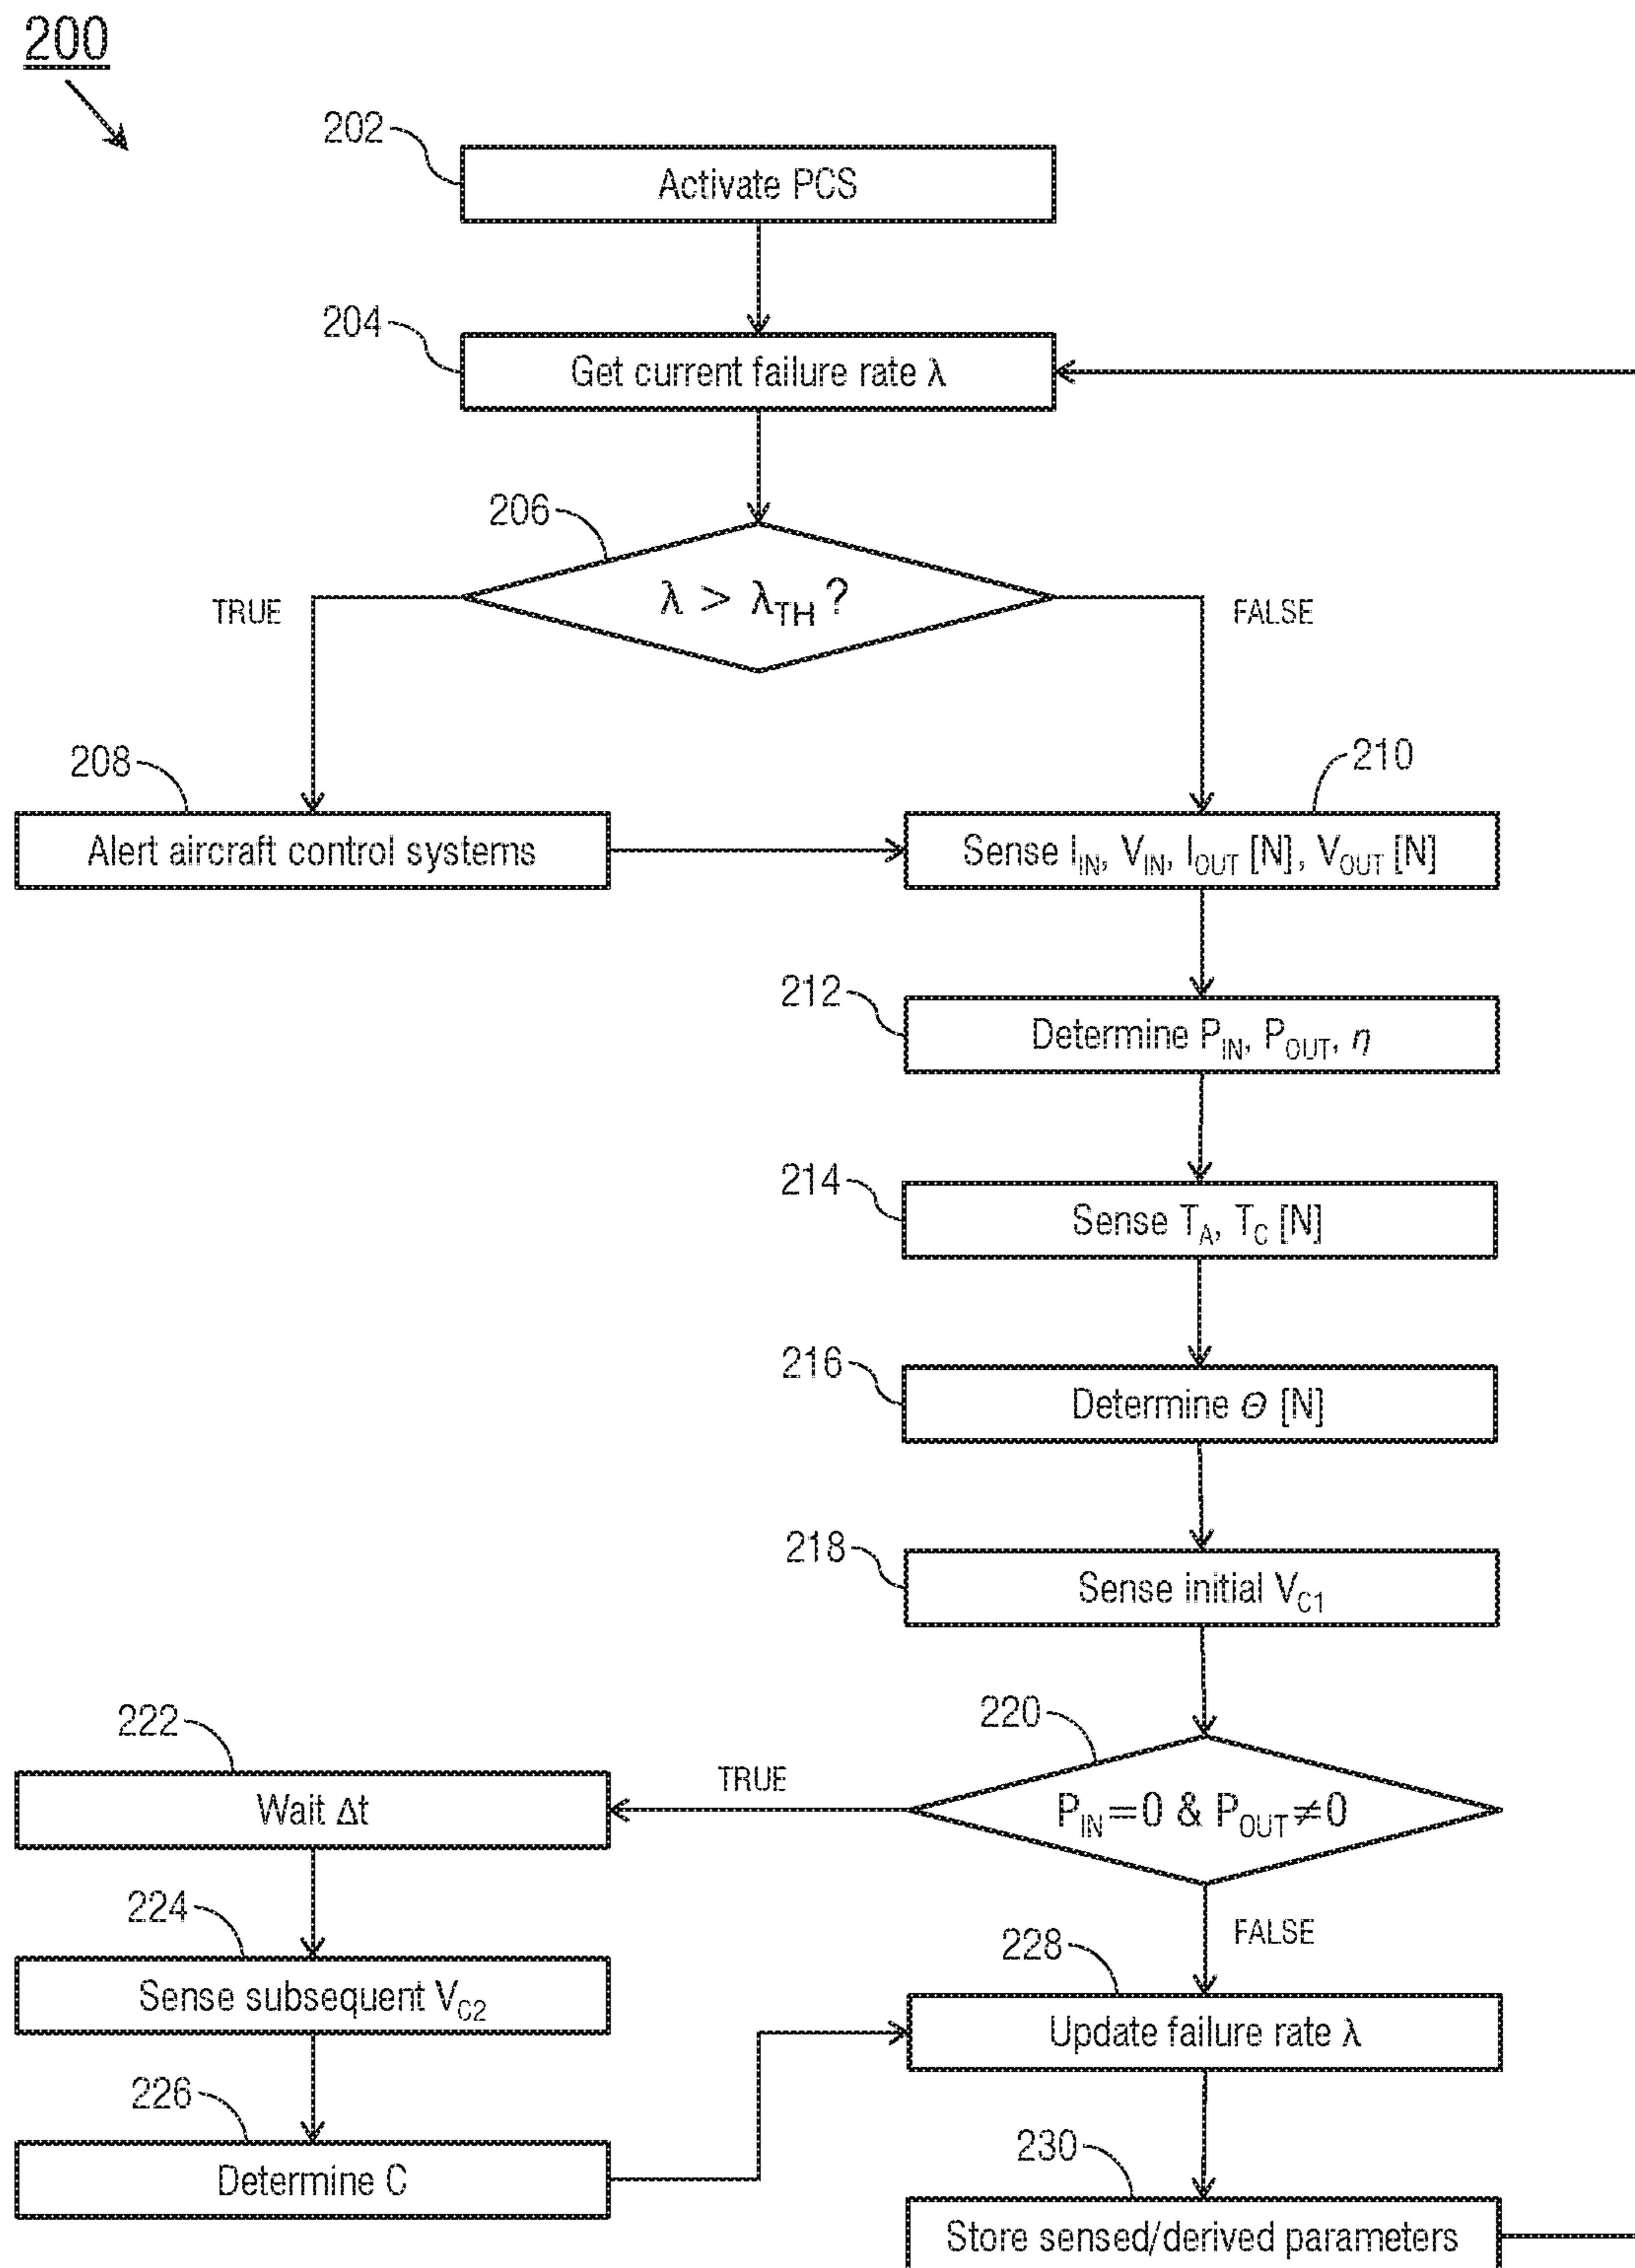 200
202
Activate PCS
204
Get current failure rate λ
206
λ > λTH ?
TRUE
FALSE
208
Alert aircraft control systems
210
Sense IIN, VIN, IOUT [N], VOUT [N]
212
Determine PIN, POUT, η
214
Sense TA, TC [N]
216
Determine Θ [N]
218
Sense initial VC1
220
PIN=0 & POUT≠0
TRUE
FALSE
222
Wait Δt
224
Sense subsequent VC2
226
Determine C
228
Update failure rate λ
230
Store sensed/derived parameters